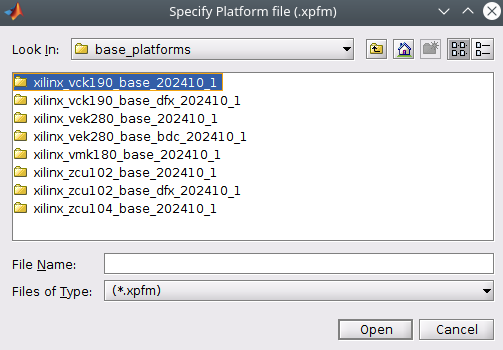 Specify Platform file (.xpfm)
Look In: base_platforms
xilinx_vck190_base_202410_1
xilinx_vck190_base_dfx_202410_1
xilinx_vek280_base_202410_1
xilinx_vek280_base_bdc_202410_1
xilinx_vmk180_base_202410_1
xilinx_zcu102_base_202410_1
xilinx_zcu102_base_dfx_202410_1
xilinx_zcu104_base_202410_1
File Name:
Files of Type: (*.xpfm)
Open Cancel